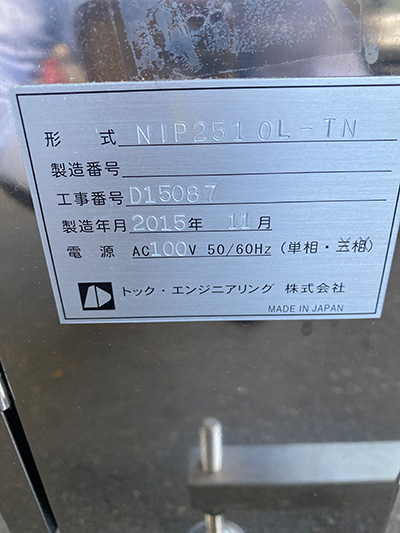 形式 NIP2510L-TN
製造番号
工事番号 D15087
製造年月 2015年 11月
電源 AC100V 50/60Hz (単相・三相)
トック・エンジニアリング 株式会社
MADE IN JAPAN